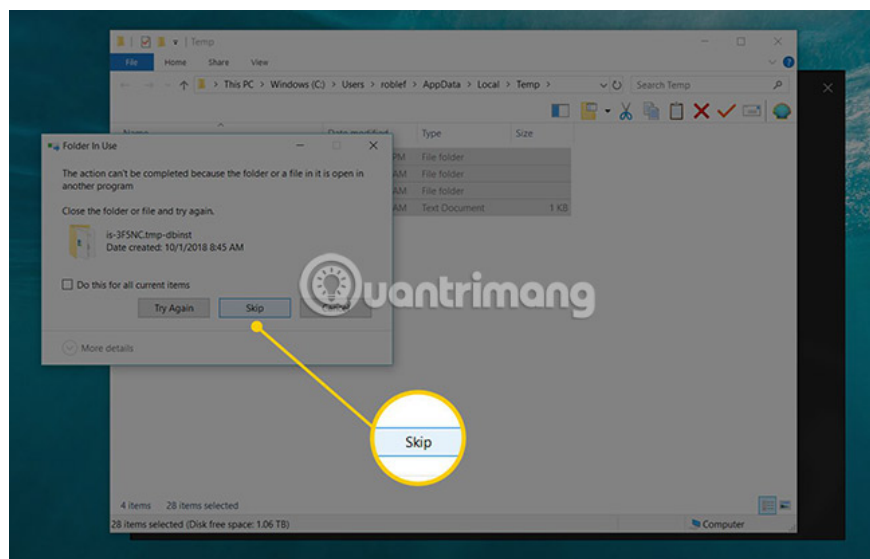 Temp
File Home Share View
This PC > Windows (C:) > Users > roblef > AppData > Local > Temp >
Search Temp
Name Date modified Type Size
PM File folder
AM File folder
AM File folder
AM Text Document 1 KB
Folder In Use
The action can't be completed because the folder or a file in it is open in
another program
Close the folder or file and try again.
is-3F5NC.tmp-dbinst
Date created: 10/1/2018 8:45 AM
Do this for all current items
Try Again Skip Cancel
More details
Quantrimang
Skip
4 items 28 items selected
28 items selected (Disk free space: 1.06 TB)
Computer